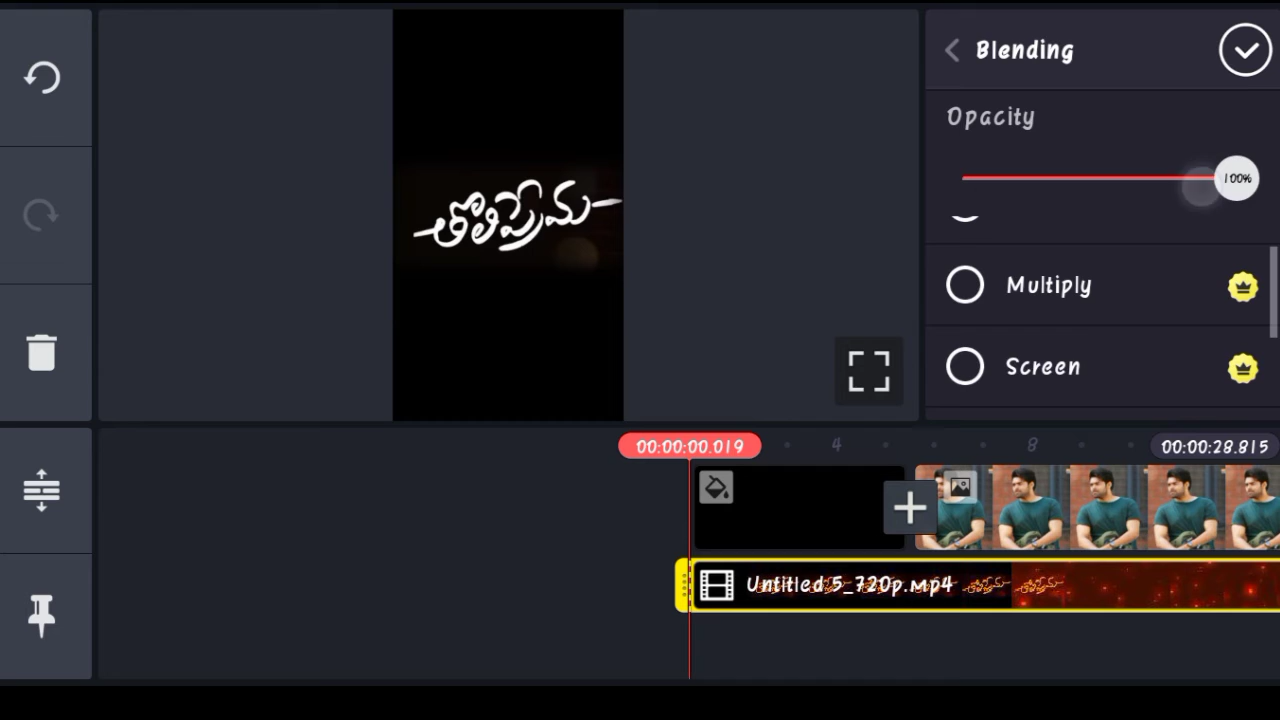 Blending
Opacity
100%
తొలిప్రేమ
Multiply
Screen
00:00:00.019
4
8
00:00:28.815
Untitled 5_720p.mp4